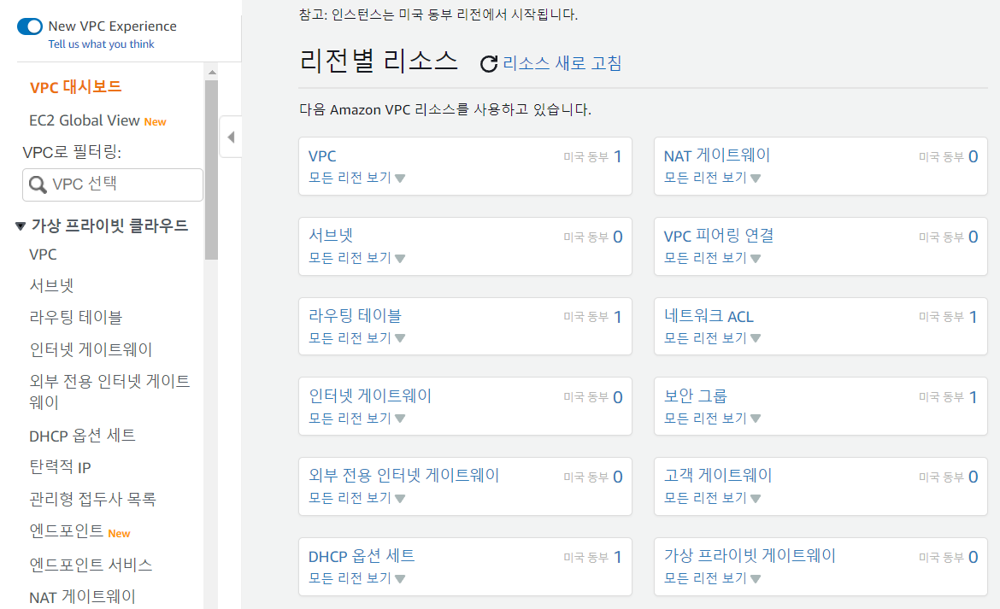 New VPC Experience
Tell us what you think
VPC 대시보드
EC2 Global View New
VPC로 필터링:
VPC 선택
가상 프라이빗 클라우드
VPC
서브넷
라우팅 테이블
인터넷 게이트웨이
외부 전용 인터넷 게이트
웨이
DHCP 옵션 세트
탄력적 IP
관리형 접두사 목록
엔드포인트 New
엔드포인트 서비스
NAT 게이트웨이
참고: 인스턴스는 미국 동부 리전에서 시작됩니다.
리전별 리소스 리소스 새로 고침
다음 Amazon VPC 리소스를 사용하고 있습니다.
VPC 미국 동부 1
모든 리전 보기
NAT 게이트웨이 미국 동부 0
모든 리전 보기
서브넷 미국 동부 0
모든 리전 보기
VPC 피어링 연결 미국 동부 0
모든 리전 보기
라우팅 테이블 미국 동부 1
모든 리전 보기
네트워크 ACL 미국 동부 1
모든 리전 보기
인터넷 게이트웨이 미국 동부 0
모든 리전 보기
보안 그룹 미국 동부 1
모든 리전 보기
외부 전용 인터넷 게이트웨이 미국 동부 0
모든 리전 보기
고객 게이트웨이 미국 동부 0
모든 리전 보기
DHCP 옵션 세트 미국 동부 1
모든 리전 보기
가상 프라이빗 게이트웨이 미국 동부 0
모든 리전 보기